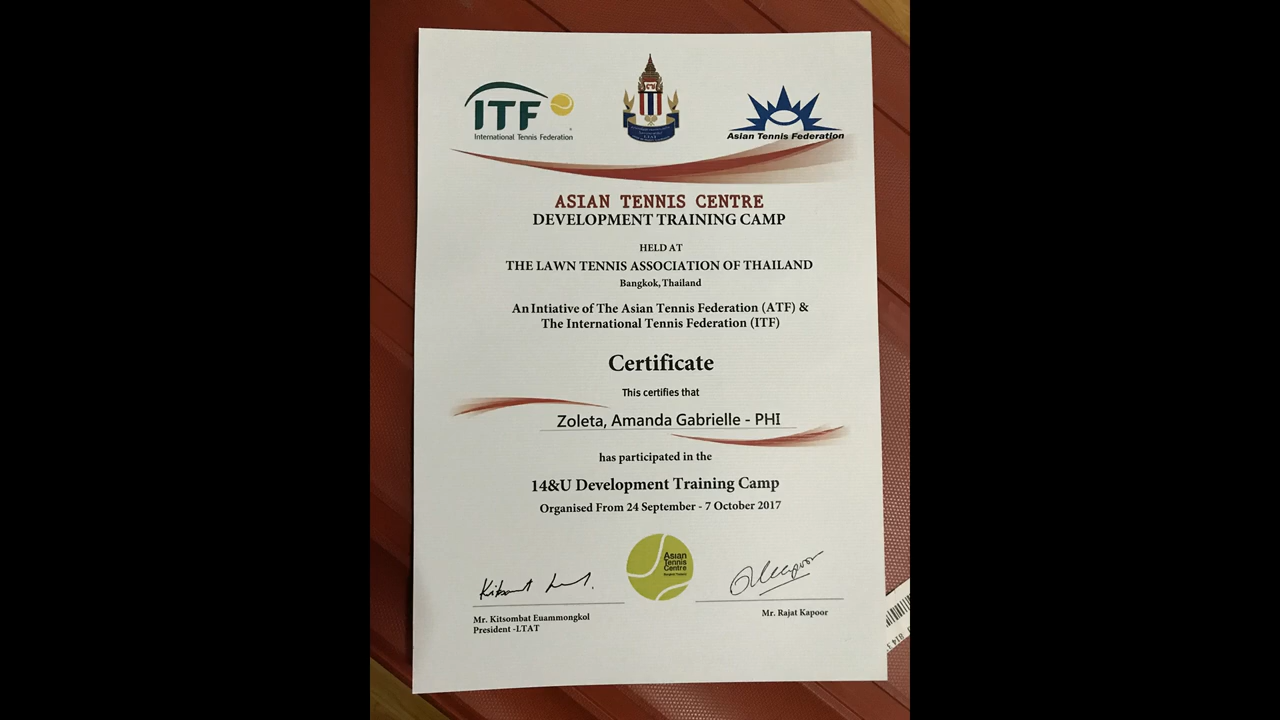 ITF
International Tennis Federation
Asian Tennis Federation
ASIAN TENNIS CENTRE
DEVELOPMENT TRAINING CAMP
HELD AT
THE LAWN TENNIS ASSOCIATION OF THAILAND
Bangkok, Thailand
An Intiative of The Asian Tennis Federation (ATF) &
The International Tennis Federation (ITF)
Certificate
This certifies that
Zoleta, Amanda Gabrielle - PHI
has participated in the
14&U Development Training Camp
Organised From 24 September - 7 October 2017
Asian
Tennis
Centre
Mr. Kitsombat Euammongkol
President -LTAT
Mr. Rajat Kapoor